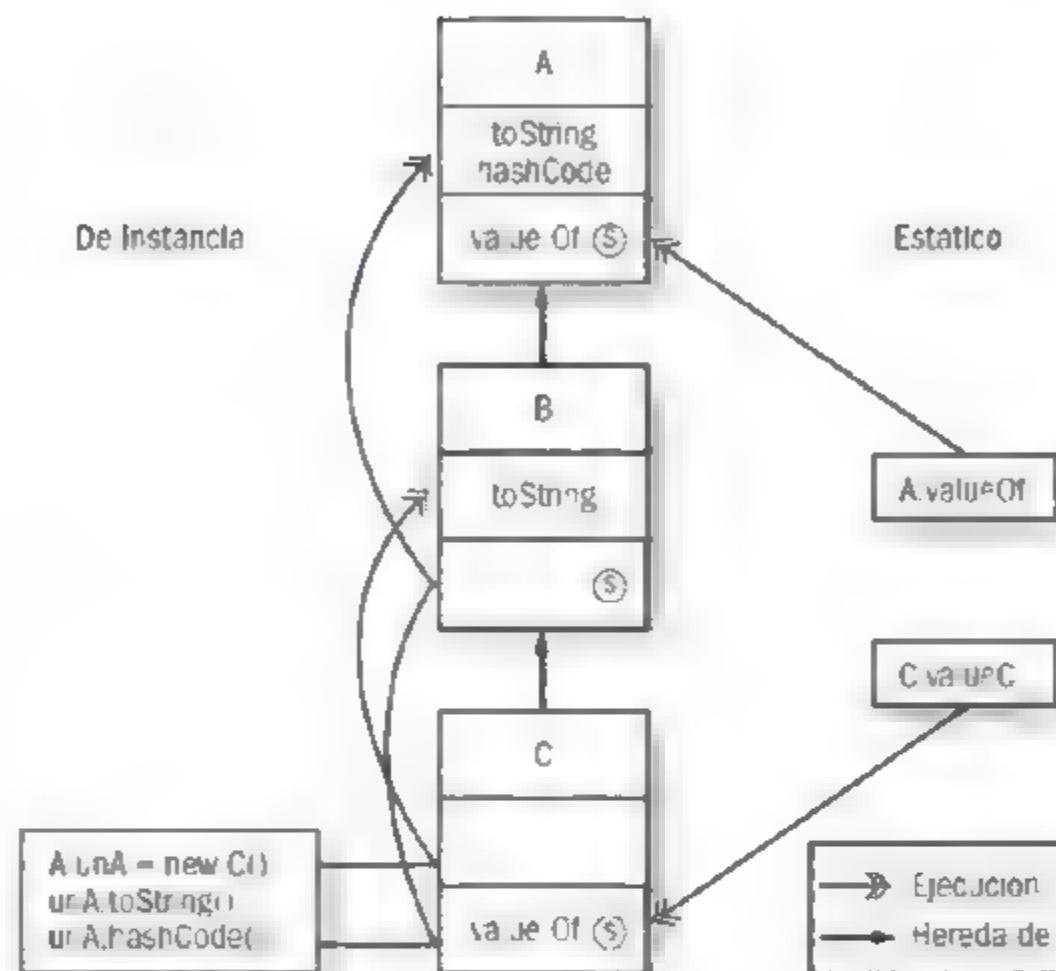 A
toString
hashCode
De Instancia
value Of S
Estatico
B
toString
A.valueOf
S
C.valueC
C
A unA = new C()
unA.toString()
unA.hashCode(
value Of S
Ejecucion
Hereda de